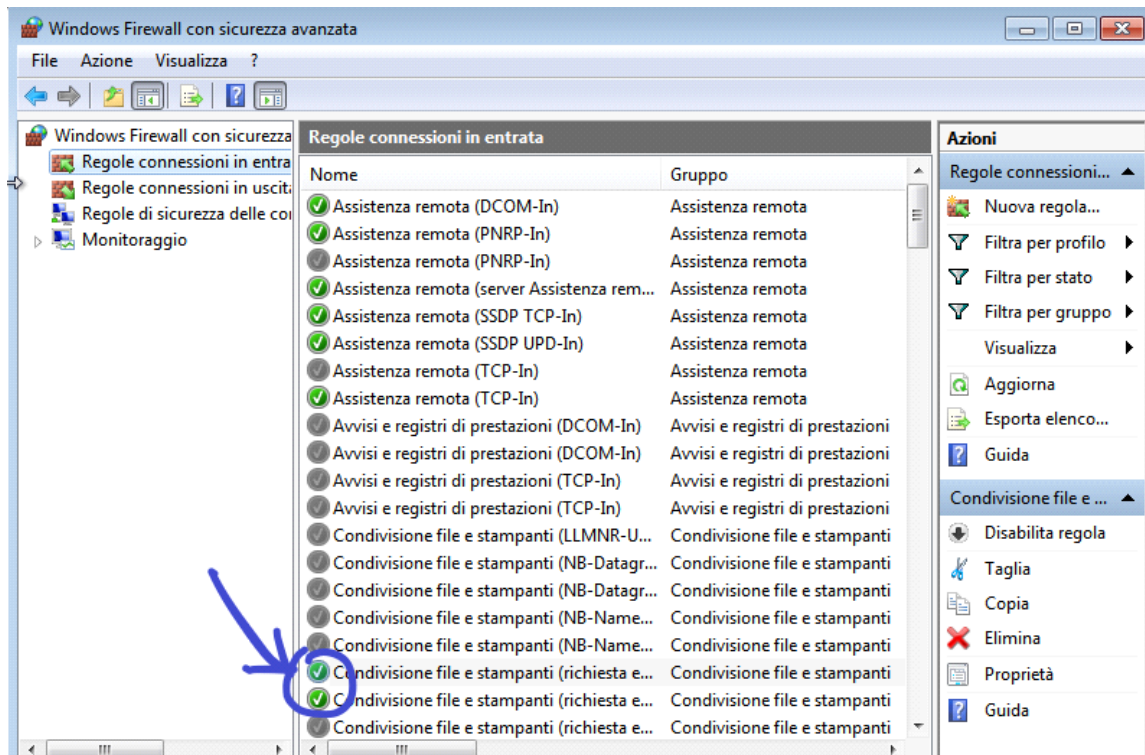 Windows Firewall con sicurezza avanzata
File Azione Visualizza ?
Windows Firewall con sicurezza
Regole connessioni in entra
Regole connessioni in uscit
Regole di sicurezza delle co
Monitoraggio
Regole connessioni in entrata
Nome Gruppo
Assistenza remota (DCOM-In) Assistenza remota
Assistenza remota (PNRP-In) Assistenza remota
Assistenza remota (PNRP-In) Assistenza remota
Assistenza remota (server Assistenza rem... Assistenza remota
Assistenza remota (SSDP TCP-In) Assistenza remota
Assistenza remota (SSDP UPD-In) Assistenza remota
Assistenza remota (TCP-In) Assistenza remota
Assistenza remota (TCP-In) Assistenza remota
Avvisi e registri di prestazioni (DCOM-In) Avvisi e registri di prestazioni
Avvisi e registri di prestazioni (DCOM-In) Avvisi e registri di prestazioni
Avvisi e registri di prestazioni (TCP-In) Avvisi e registri di prestazioni
Avvisi e registri di prestazioni (TCP-In) Avvisi e registri di prestazioni
Condivisione file e stampanti (LLMNR-U... Condivisione file e stampanti
Condivisione file e stampanti (NB-Datagr... Condivisione file e stampanti
Condivisione file e stampanti (NB-Datagr... Condivisione file e stampanti
Condivisione file e stampanti (NB-Name... Condivisione file e stampanti
Condivisione file e stampanti (NB-Name... Condivisione file e stampanti
Condivisione file e stampanti (richiesta e... Condivisione file e stampanti
Condivisione file e stampanti (richiesta e... Condivisione file e stampanti
Condivisione file e stampanti (richiesta e... Condivisione file e stampanti
Azioni
Regole connessioni...
Nuova regola...
Filtra per profilo
Filtra per stato
Filtra per gruppo
Visualizza
Aggiorna
Esporta elenco...
Guida
Condivisione file e ...
Disabilita regola
Taglia
Copia
Elimina
Proprietà
Guida